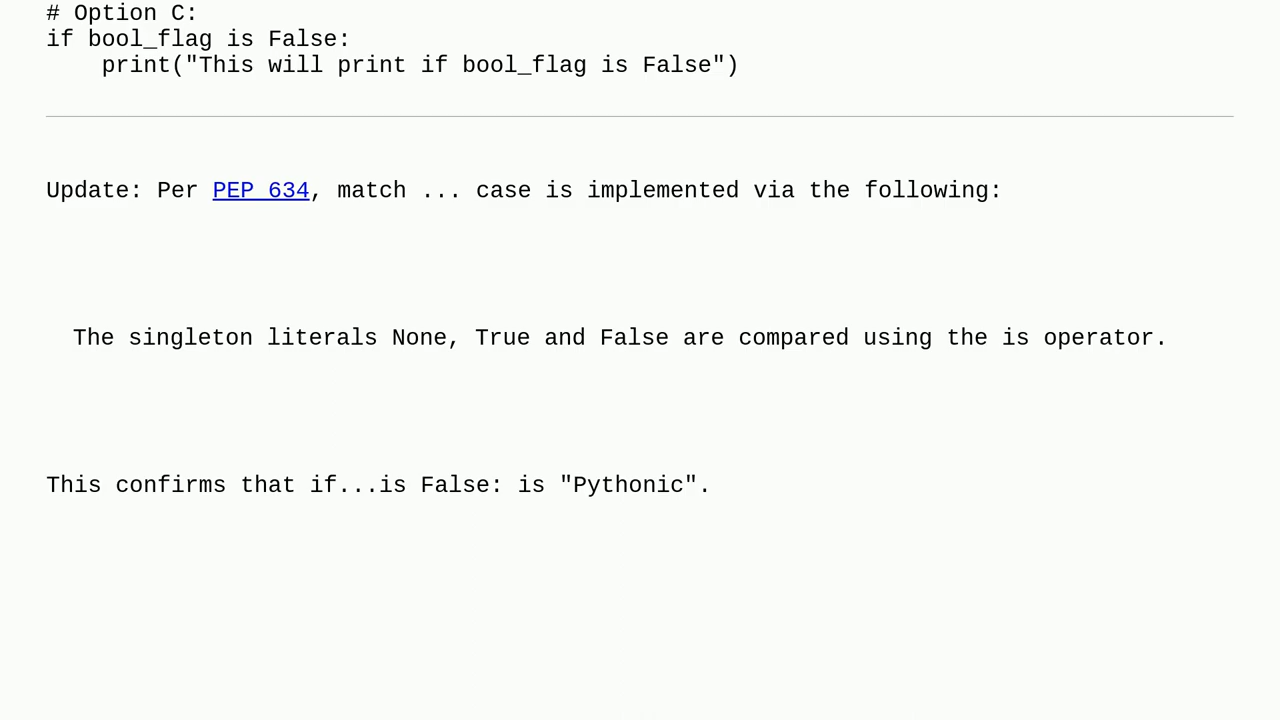 # Option C:
if bool_flag is False:
    print("This will print if bool_flag is False")
Update: Per PEP 634, match ... case is implemented via the following:
The singleton literals None, True and False are compared using the is operator.
This confirms that if...is False: is "Pythonic".